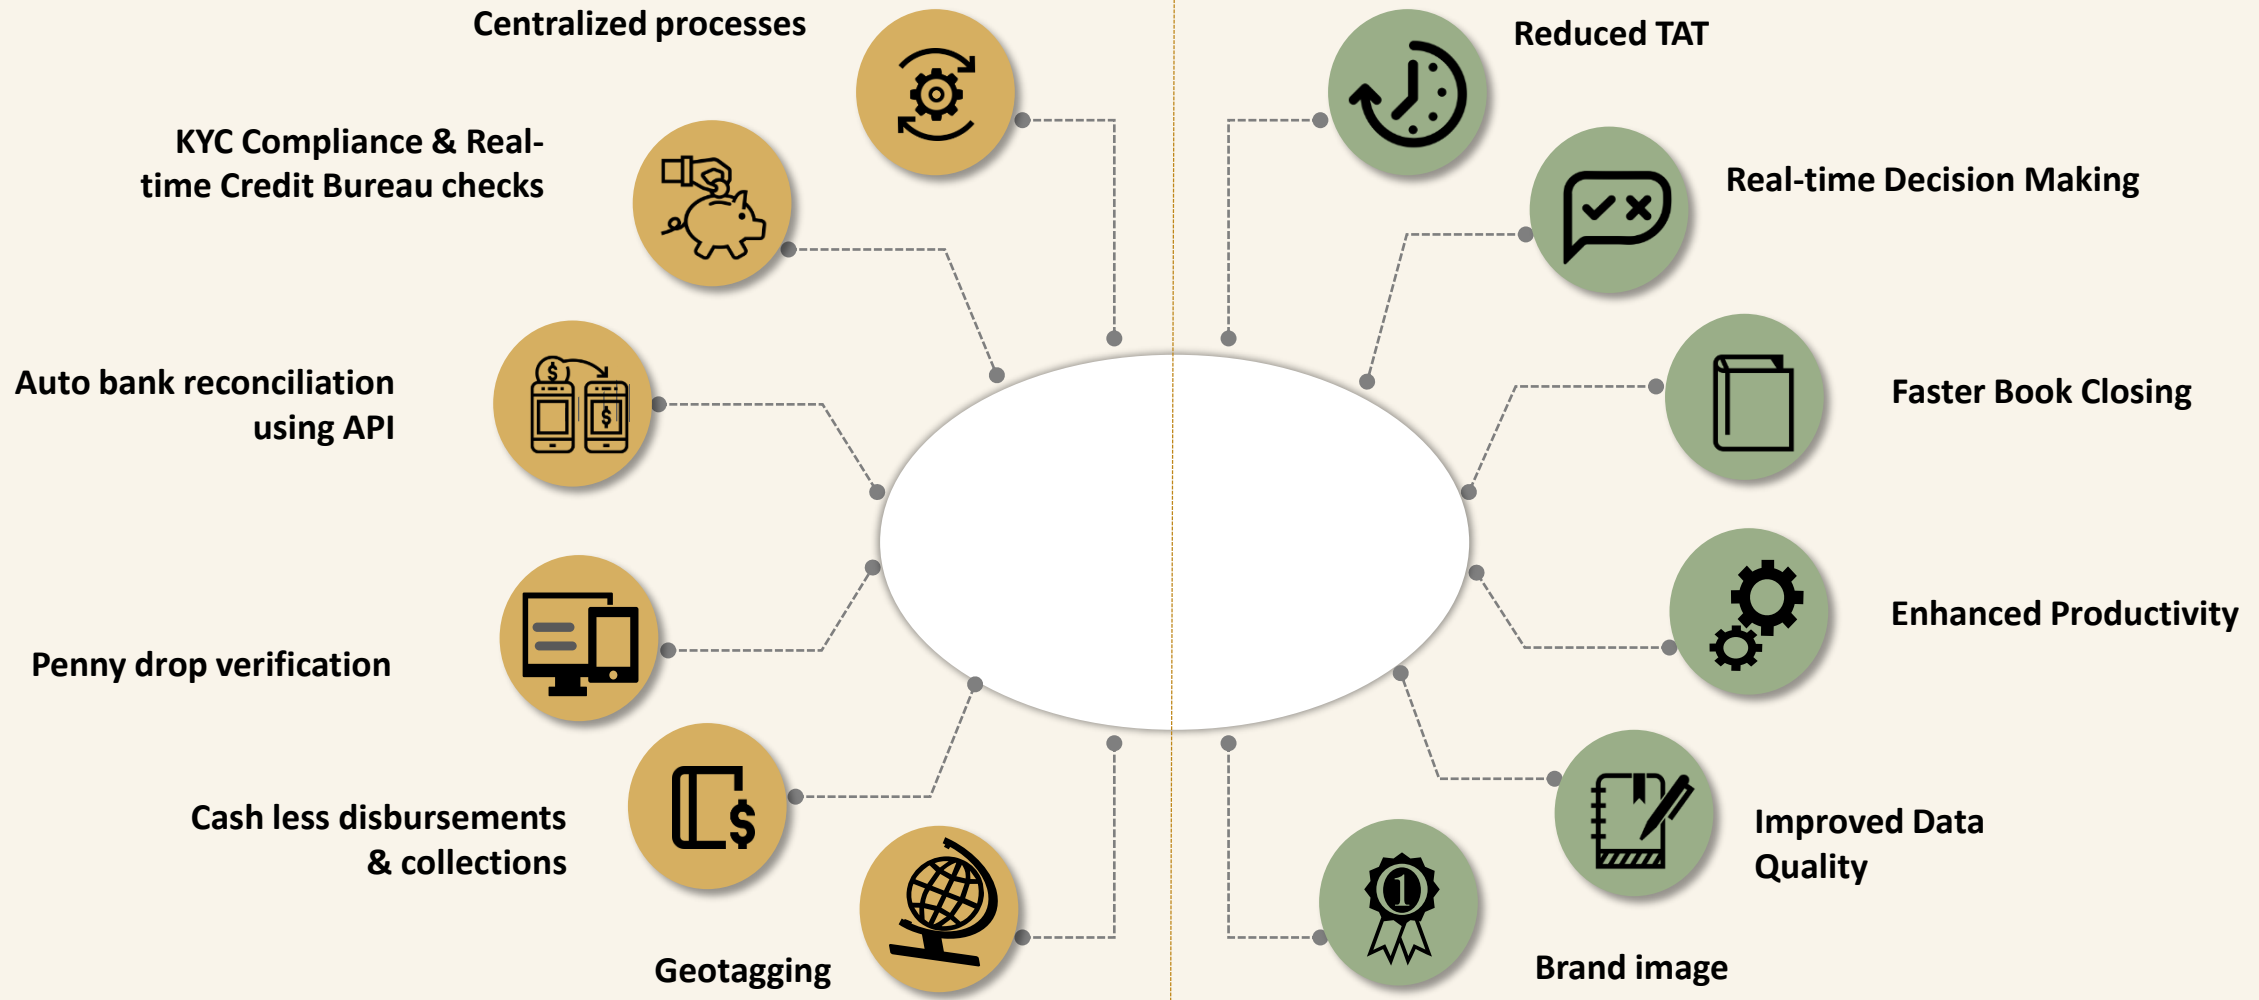 Centralized processes
KYC Compliance & Real-
time Credit Bureau checks
Auto bank reconciliation
using API
Penny drop verification
Cash less disbursements
& collections
Geotagging
Reduced TAT
Real-time Decision Making
Faster Book Closing
Enhanced Productivity
Improved Data
Quality
Brand image
$
$
$
1